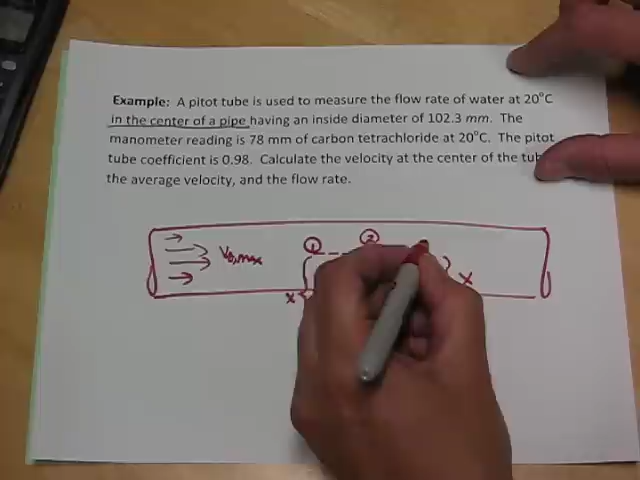 Example: A pitot tube is used to measure the flow rate of water at 20°C
in the center of a pipe having an inside diameter of 102.3 mm. The
manometer reading is 78 mm of carbon tetrachloride at 20°C. The pitot
tube coefficient is 0.98. Calculate the velocity at the center of the
the average velocity, and the flow rate.
1 2
x x